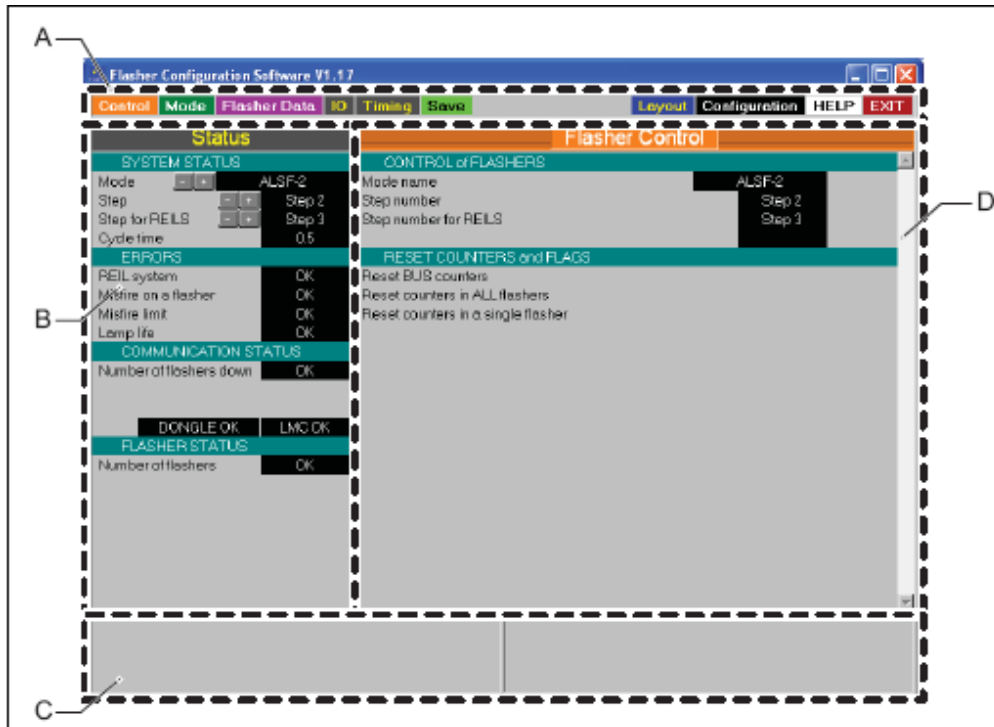 A
Flasher Configuration Software V1.17
Control Mode Flasher Data IO Timing Save Layout Configuration HELP EXIT
Status
SYSTEM STATUS
Mode - + ALSF-2
Step - + Step 2
Step for REILS - + Step 3
Cycle time 0.5
ERRORS
REIL system OK
Misfire on a flasher OK
Misfire limit OK
Lamp life OK
COMMUNICATION STATUS
Number of flashers down OK
DONGLE OK LMC OK
FLASHER STATUS
Number of flashers OK
Flasher Control
CONTROL of FLASHERS
Mode name ALSF-2
Step number Step 2
Step number for REILS Step 3
RESET COUNTERS and FLAGS
Reset BUS counters
Reset counters in ALL flashers
Reset counters in a single flasher
D
B
C